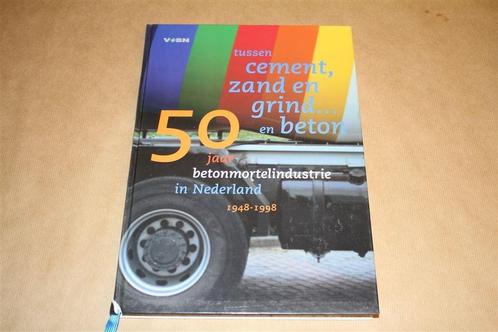 VOBN
tussen
cement,
zand en
grind...
en beton
50
jaar
betonmortelindustrie
in Nederland
1948-1998